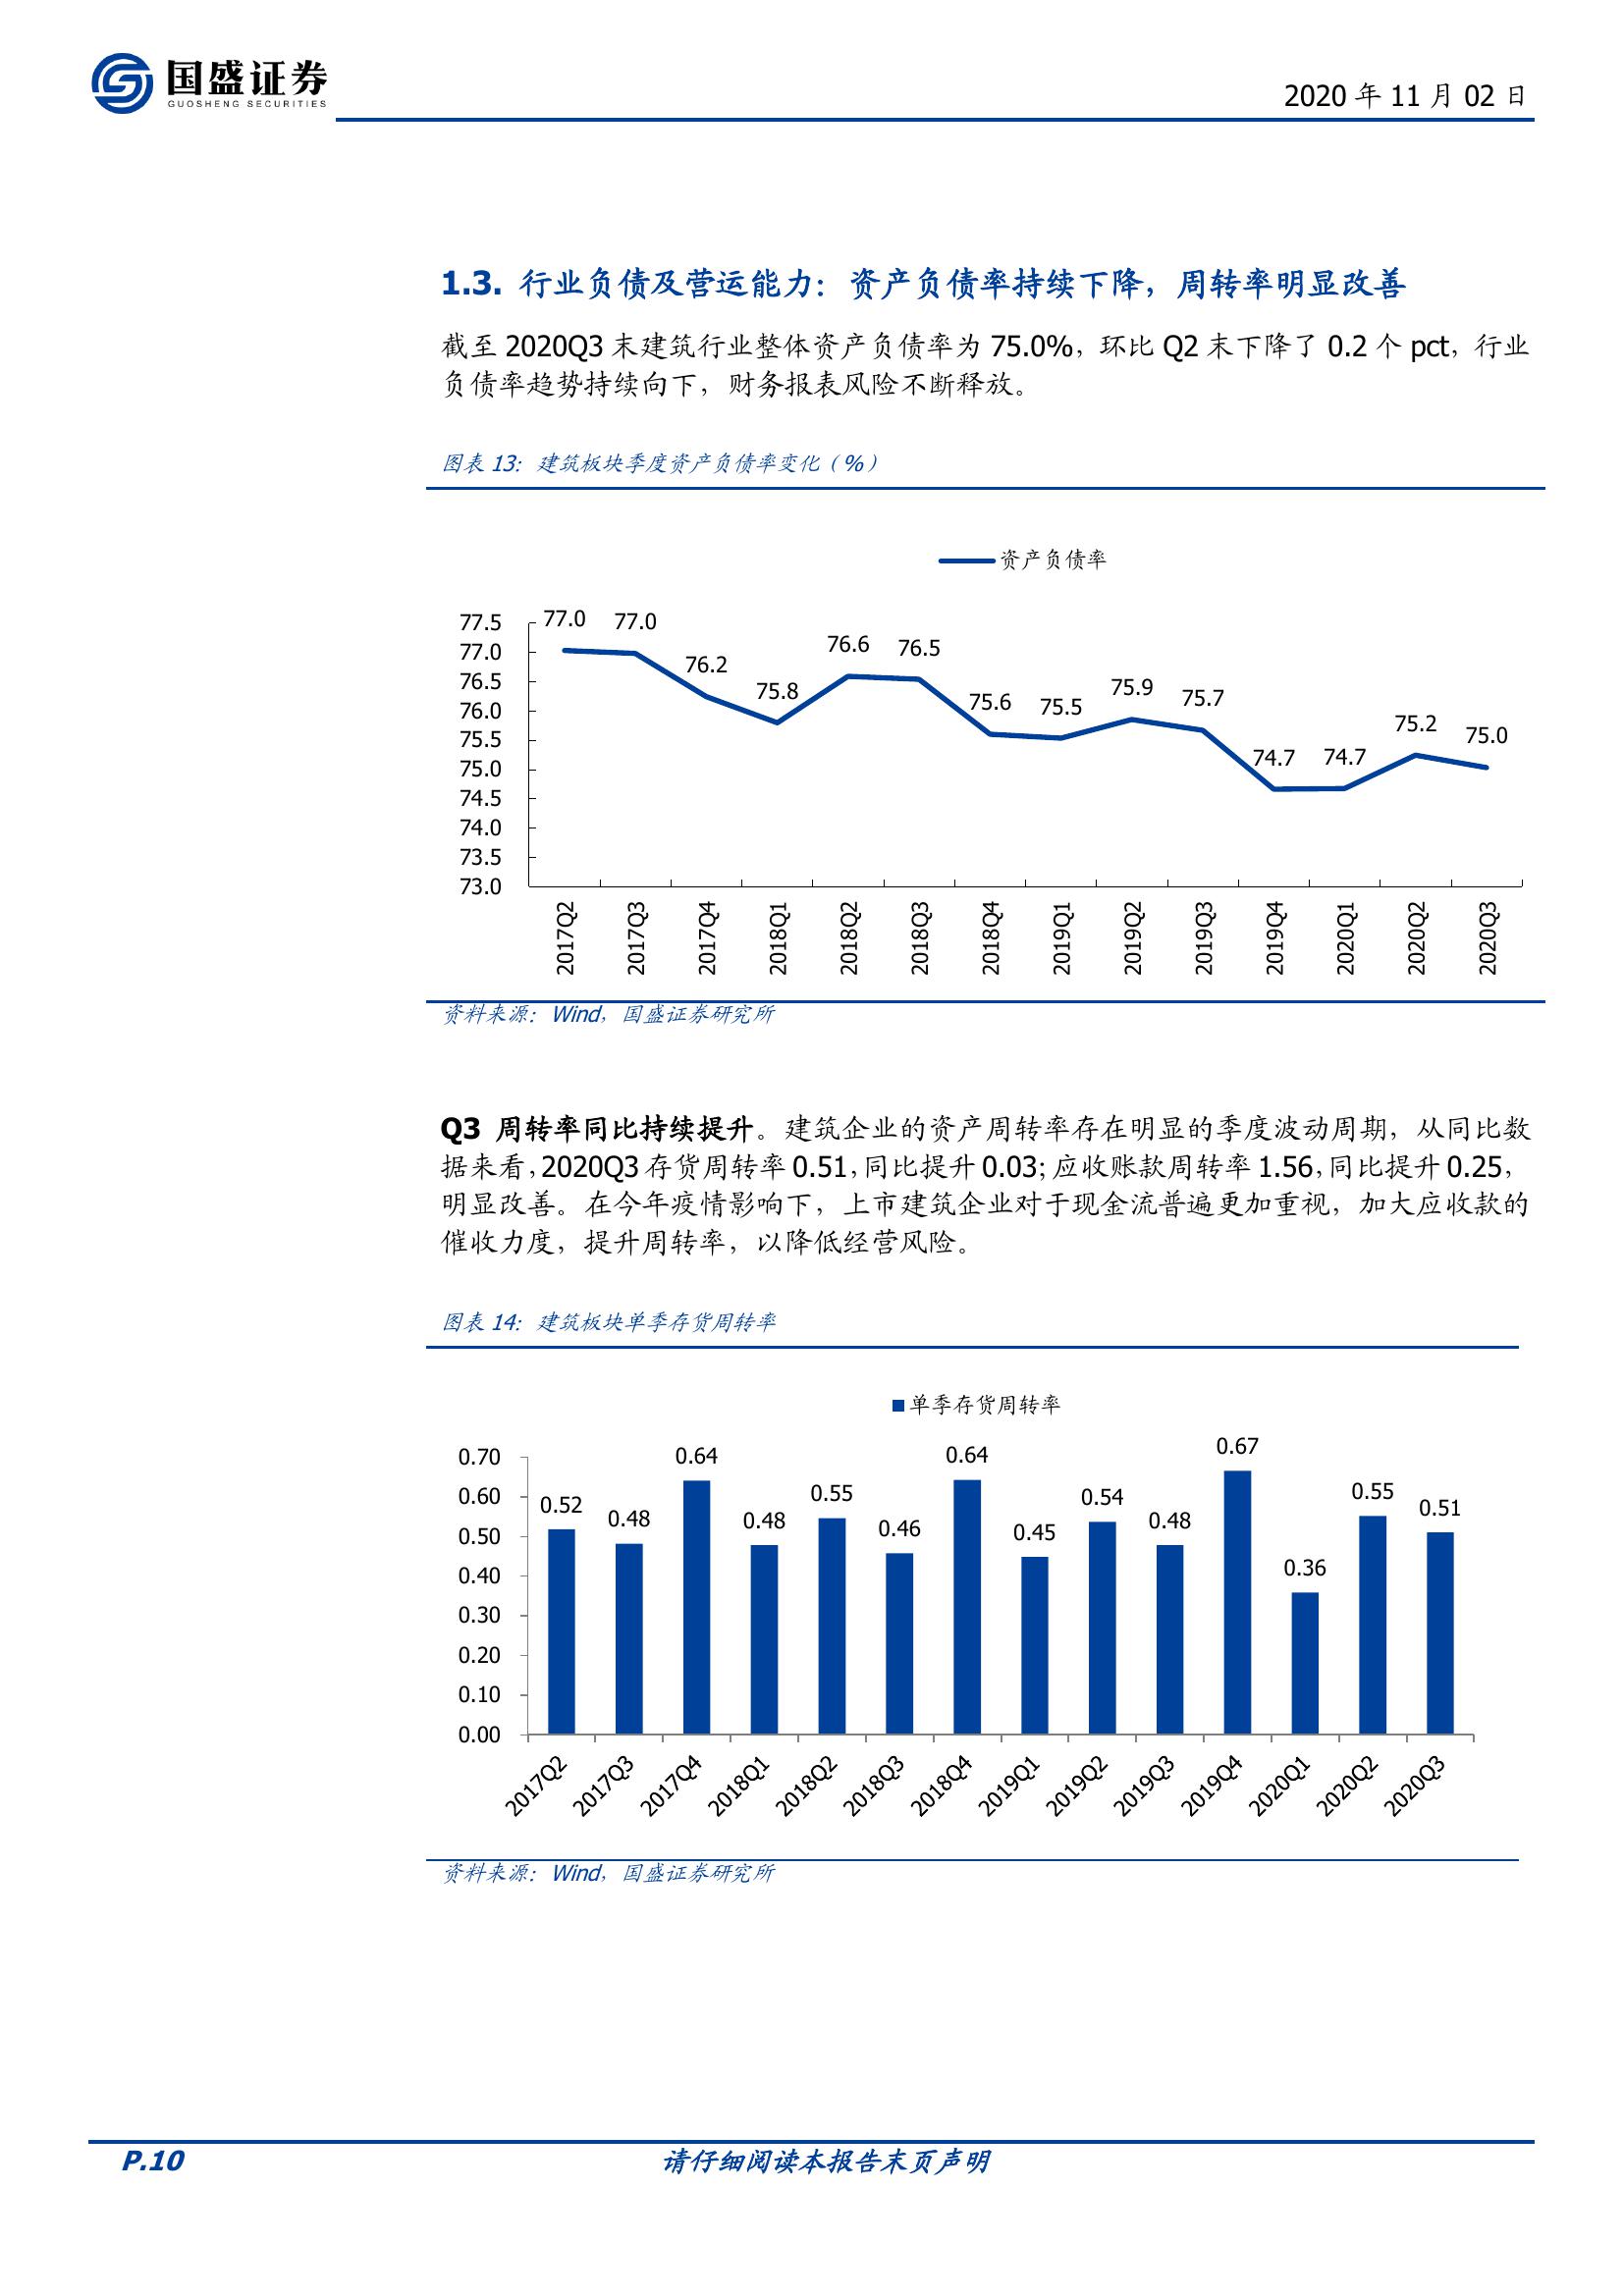 国盛证券
GUOSHENG SECURITIES
2020 年 11 月 02 日
1.3. 行业负债及营运能力：资产负债率持续下降，周转率明显改善
截至 2020Q3 末建筑行业整体资产负债率为 75.0%，环比 Q2 末下降了 0.2 个 pct，行业
负债率趋势持续向下，财务报表风险不断释放。
图表 13：建筑板块季度资产负债率变化（%）
资产负债率
77.5
77.0
76.5
76.0
75.5
75.0
74.5
74.0
73.5
73.0
77.0 77.0 76.2 75.8 76.6 76.5 75.6 75.5 75.9 75.7 74.7 74.7 75.2 75.0
2017Q2 2017Q3 2017Q4 2018Q1 2018Q2 2018Q3 2018Q4 2019Q1 2019Q2 2019Q3 2019Q4 2020Q1 2020Q2 2020Q3
资料来源：Wind，国盛证券研究所
Q3 周转率同比持续提升。建筑企业的资产周转率存在明显的季度波动周期，从同比数
据来看，2020Q3 存货周转率 0.51，同比提升 0.03；应收账款周转率 1.56，同比提升 0.25，
明显改善。在今年疫情影响下，上市建筑企业对于现金流普遍更加重视，加大应收款的
催收力度，提升周转率，以降低经营风险。
图表 14：建筑板块单季存货周转率
单季存货周转率
0.70
0.60
0.50
0.40
0.30
0.20
0.10
0.00
0.52 0.48 0.64 0.48 0.55 0.46 0.64 0.45 0.54 0.48 0.67 0.36 0.55 0.51
2017Q2 2017Q3 2017Q4 2018Q1 2018Q2 2018Q3 2018Q4 2019Q1 2019Q2 2019Q3 2019Q4 2020Q1 2020Q2 2020Q3
资料来源：Wind，国盛证券研究所
P.10 请仔细阅读本报告末页声明